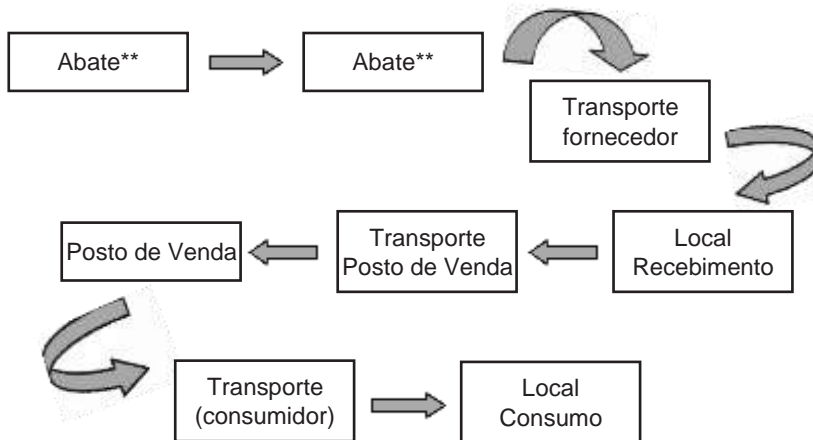 Abate**
Abate**
Transporte
fornecedor
Local
Recebimento
Transporte
Posto de Venda
Posto de Venda
Transporte
(consumidor)
Local
Consumo